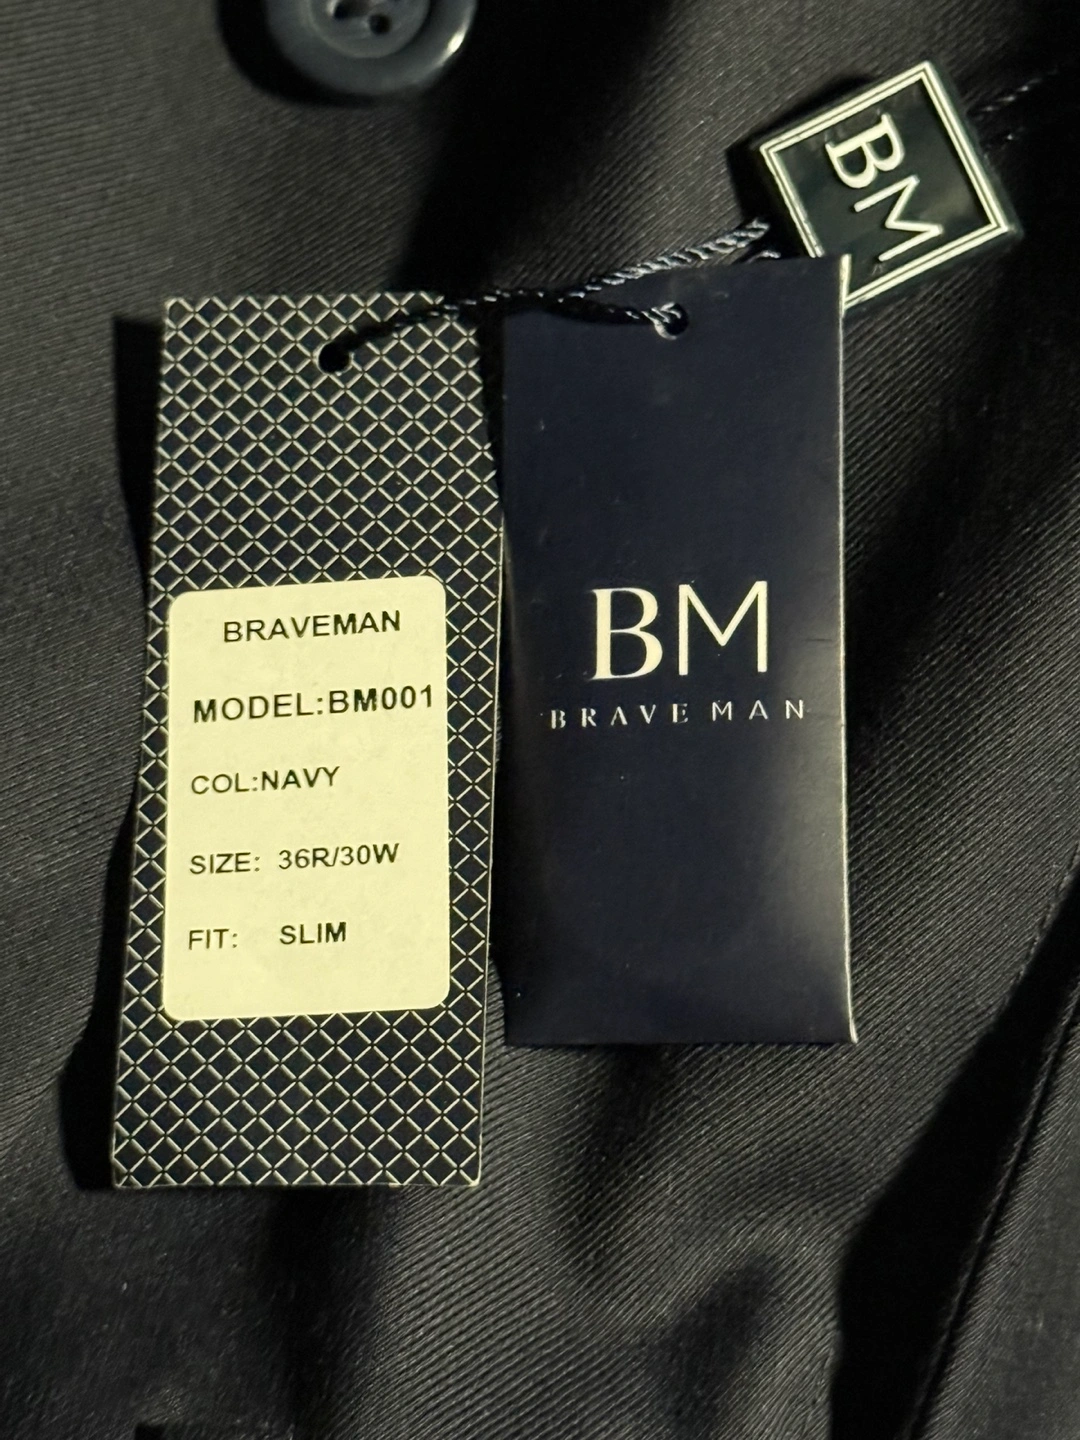 BM
BRAVEMAN
MODEL:BM001
COL:NAVY
SIZE: 36R/30W
FIT: SLIM
BM
BRAVE MAN